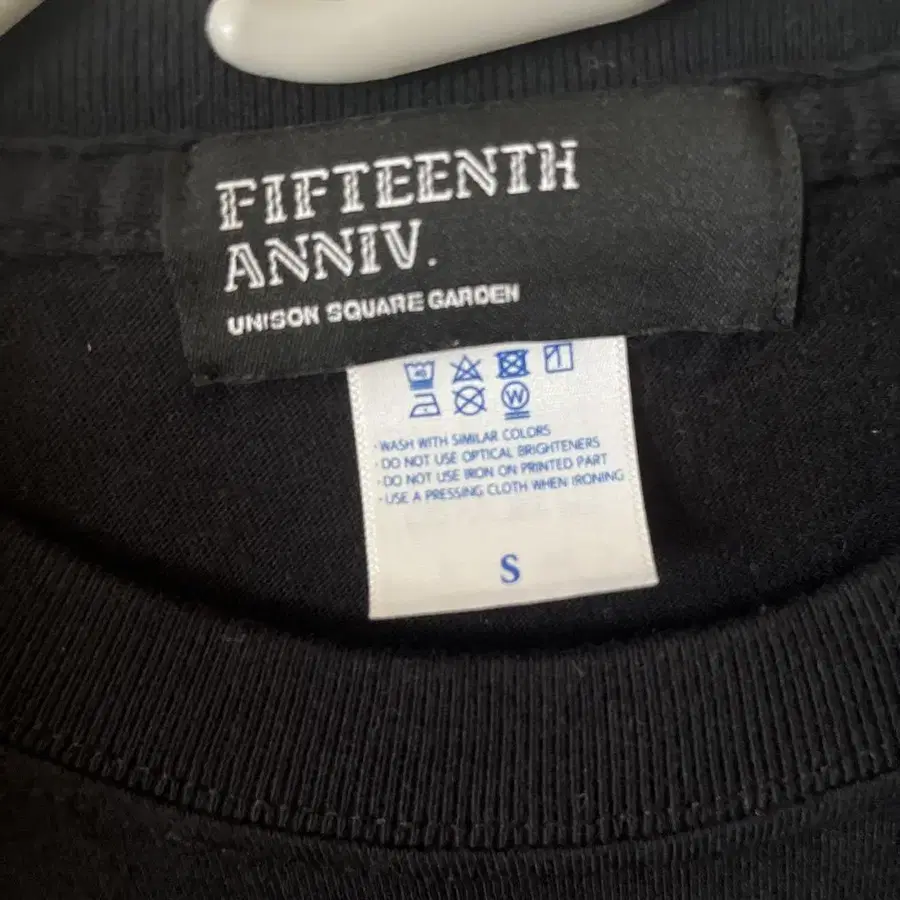 FIFTEENTH
ANNIV.
UNISON SQUARE GARDEN
W
· WASH WITH SIMILAR COLORS
· DO NOT USE OPTICAL BRIGHTENERS
· DO NOT USE IRON ON PRINTED PART
· USE A PRESSING CLOTH WHEN IRONING
S